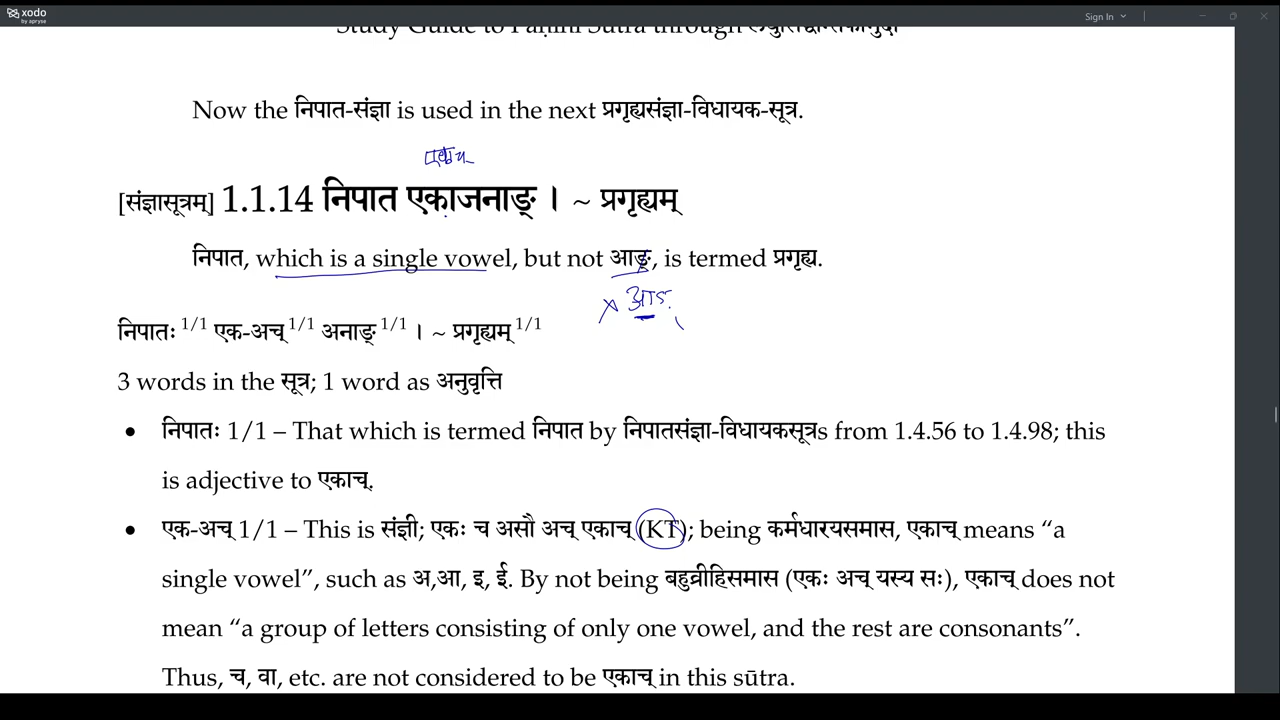 xodo
by apryse
Sign In
Study Guide to Pāṇini Sūtra through लघुसिद्धान्तकौमुदी
Now the निपात-संज्ञा is used in the next प्रगृह्यसंज्ञा-विधायक-सूत्र.
[संज्ञासूत्रम्] 1.1.14 निपात एकाजनाङ् । ~ प्रगृह्यम्
निपात, which is a single vowel, but not आङ्, is termed प्रगृह्य.
आङ्
निपातः 1/1 एक-अच् 1/1 अनाङ् 1/1 । ~ प्रगृह्यम् 1/1
3 words in the सूत्र; 1 word as अनुवृत्ति
• निपातः 1/1 – That which is termed निपात by निपातसंज्ञा-विधायकसूत्रs from 1.4.56 to 1.4.98; this
is adjective to एकाच्.
• एक-अच् 1/1 – This is संज्ञी; एकः च असौ अच् एकाच् (KT); being कर्मधारयसमास, एकाच् means “a
single vowel”, such as अ,आ, इ, ई. By not being बहुव्रीहिसमास (एकः अच् यस्य सः), एकाच् does not
mean “a group of letters consisting of only one vowel, and the rest are consonants”.
Thus, च, वा, etc. are not considered to be एकाच् in this sūtra.